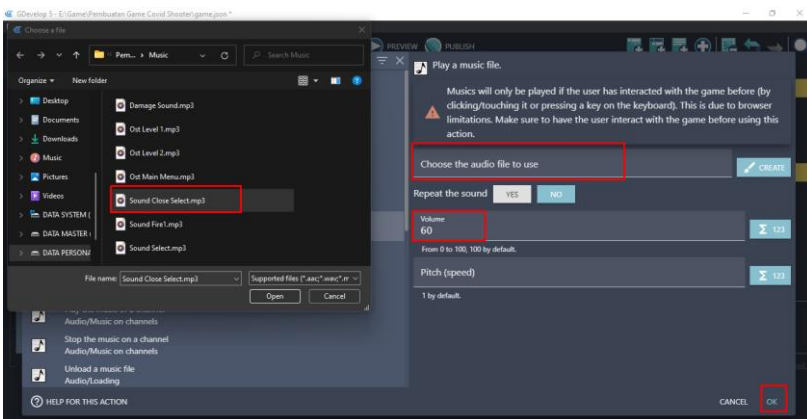 GDevelop 5 - E:\Game\Pembuatan Game Covid Shooter\game.json *
Choose a file
Pem... > Music
Search Music
Organize
New folder
Desktop
Documents
Downloads
Music
Pictures
Videos
DATA SYSTEM (
DATA MASTER
DATA PERSONA
Damage Sound.mp3
Ost Level 1.mp3
Ost Level 2.mp3
Ost Main Menu.mp3
Sound Close Select.mp3
Sound Fire1.mp3
Sound Select.mp3
File name: Sound Close Select.mp3
Supported files (*.aac;*.wav;*.m
Open
Cancel
Audio/Music on channels
Stop the music on a channel
Audio/Music on channels
Unload a music file
Audio/Loading
HELP FOR THIS ACTION
PREVIEW
PUBLISH
Play a music file.
Musics will only be played if the user has interacted with the game before (by
clicking/touching it or pressing a key on the keyboard). This is due to browser
limitations. Make sure to have the user interact with the game before using this
action.
Choose the audio file to use
CREATE
Repeat the sound YES NO
Volume
60
Σ 123
From 0 to 100, 100 by default.
Pitch (speed)
Σ 123
1 by default.
CANCEL
OK